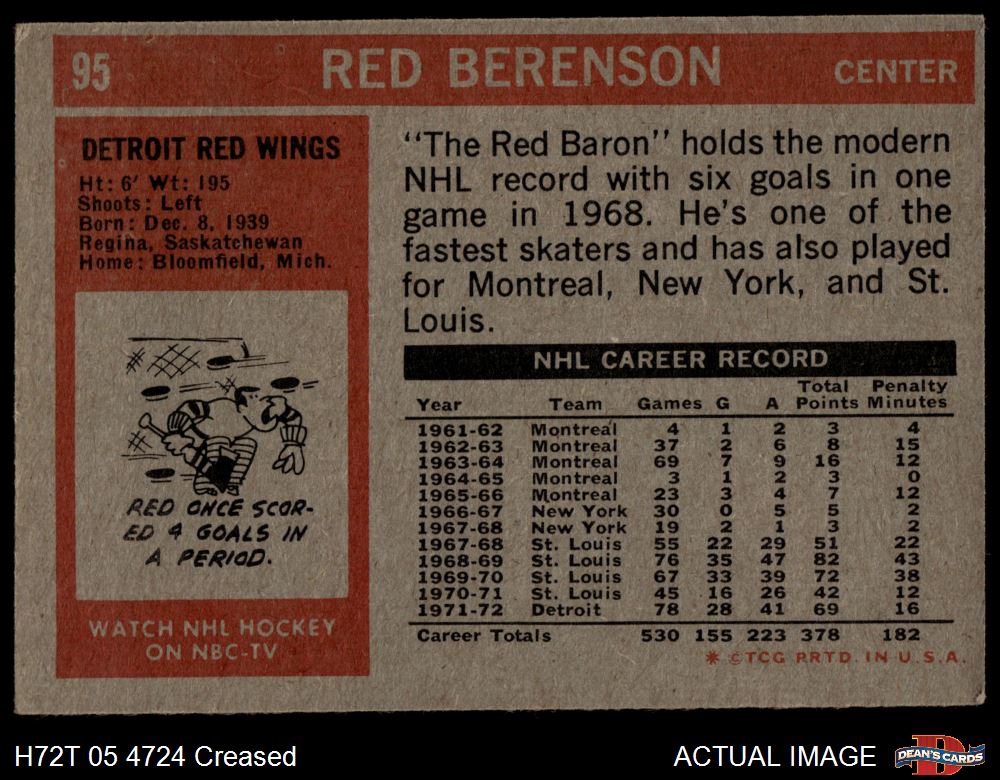 95 RED BERENSON CENTER
DETROIT RED WINGS
Ht: 6' Wt: 195
Shoots: Left
Born: Dec. 8, 1939
Regina, Saskatchewan
Home: Bloomfield, Mich.
RED ONCE SCOR-
ED 4 GOALS IN
A PERIOD.
WATCH NHL HOCKEY
ON NBC-TV
"The Red Baron" holds the modern
NHL record with six goals in one
game in 1968. He's one of the
fastest skaters and has also played
for Montreal, New York, and St.
Louis.
NHL CAREER RECORD
Total Penalty
Year Team Games G A Points Minutes
1961-62 Montreal 4 1 2 3 4
1962-63 Montreal 37 2 6 8 15
1963-64 Montreal 69 7 9 16 12
1964-65 Montreal 3 1 2 3 0
1965-66 Montreal 23 3 4 7 12
1966-67 New York 30 0 5 5 2
1967-68 New York 19 2 1 3 2
1967-68 St. Louis 55 22 29 51 22
1968-69 St. Louis 76 35 47 82 43
1969-70 St. Louis 67 33 39 72 38
1970-71 St. Louis 45 16 26 42 12
1971-72 Detroit 78 28 41 69 16
Career Totals 530 155 223 378 182
* ©TCG PRTD. IN U.S.A.
H72T 05 4724 Creased
ACTUAL IMAGE
DEAN'S CARDS